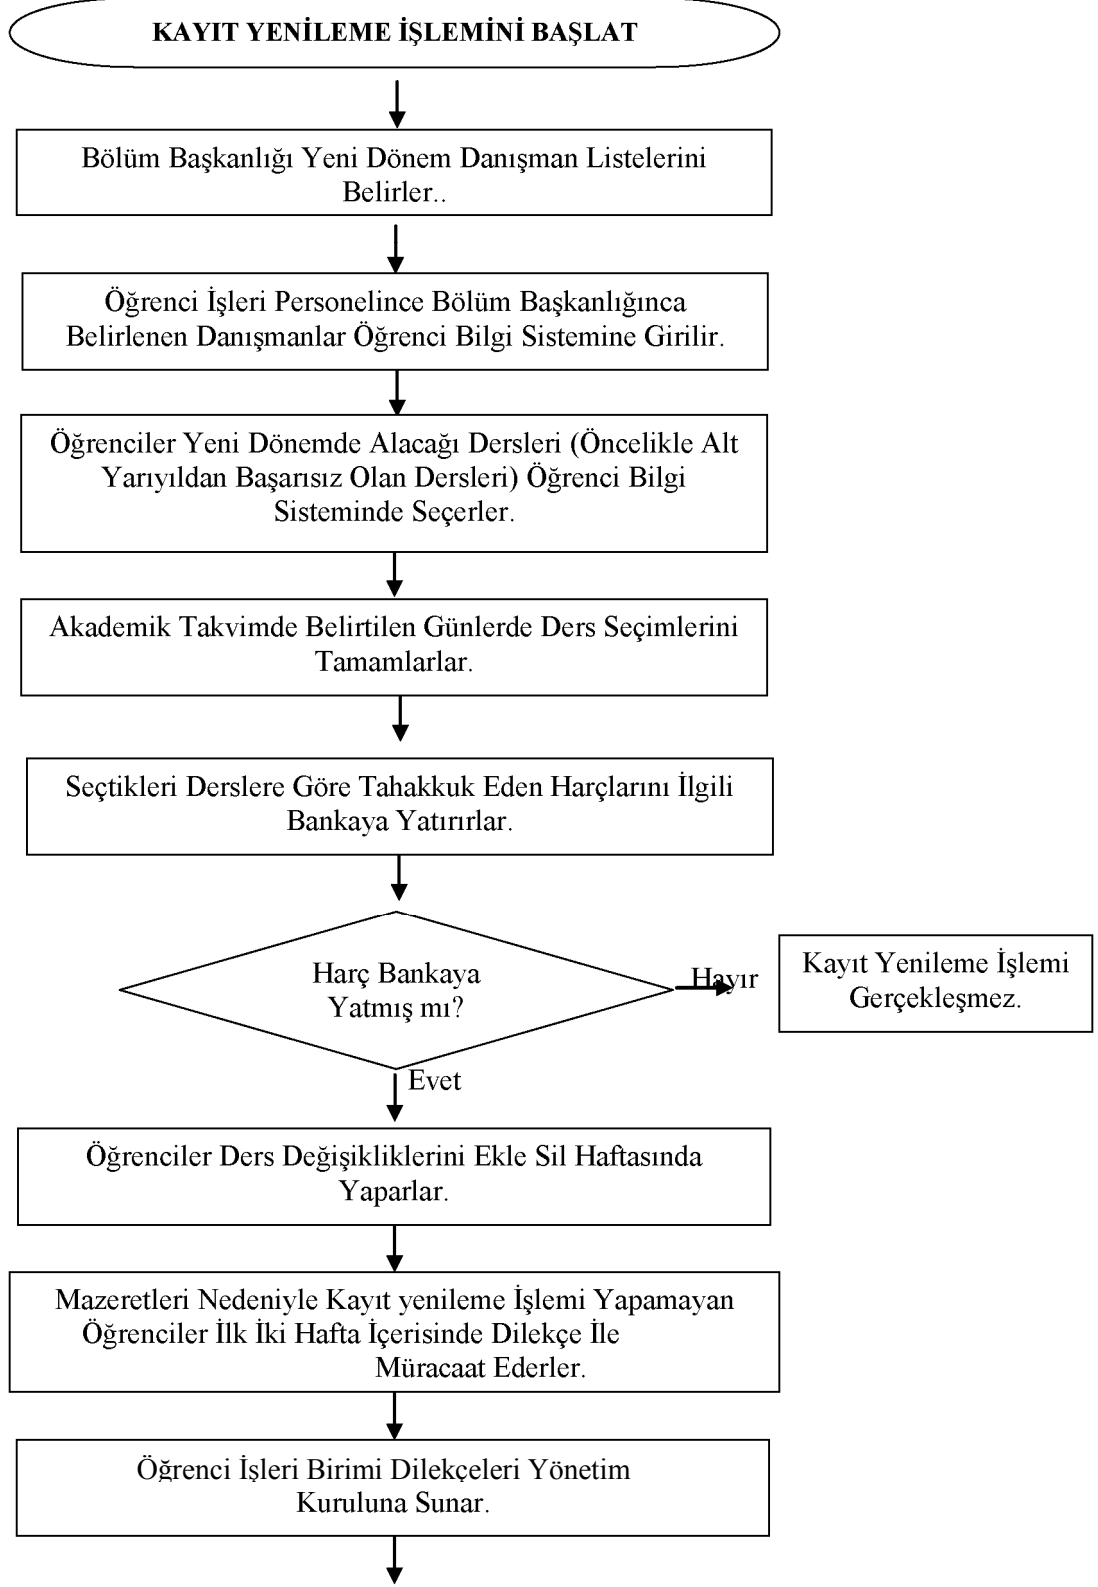 KAYIT YENİLEME İŞLEMİNİ BAŞLAT
Bölüm Başkanlığı Yeni Dönem Danışman Listelerini
Belirler..
Öğrenci İşleri Personelince Bölüm Başkanlığınca
Belirlenen Danışmanlar Öğrenci Bilgi Sistemine Girilir.
Öğrenciler Yeni Dönemde Alacağı Dersleri (Öncelikle Alt
Yarıyıldan Başarısız Olan Dersleri) Öğrenci Bilgi
Sisteminde Seçerler.
Akademik Takvimde Belirtilen Günlerde Ders Seçimlerini
Tamamlarlar.
Seçtikleri Derslere Göre Tahakkuk Eden Harçlarını İlgili
Bankaya Yatırırlar.
Harç Bankaya
Yatmış mı?
Hayır
Kayıt Yenileme İşlemi
Gerçekleşmez.
Evet
Öğrenciler Ders Değişikliklerini Ekle Sil Haftasında
Yaparlar.
Mazeretleri Nedeniyle Kayıt yenileme İşlemi Yapamayan
Öğrenciler İlk İki Hafta İçerisinde Dilekçe İle
Müracaat Ederler.
Öğrenci İşleri Birimi Dilekçeleri Yönetim
Kuruluna Sunar.